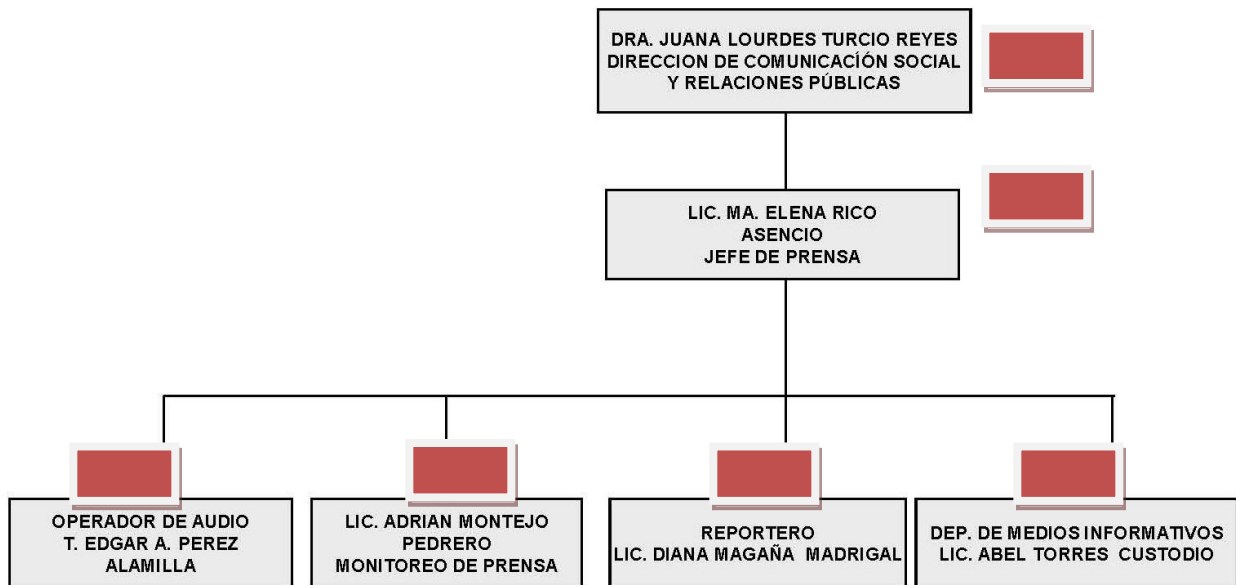 DRA. JUANA LOURDES TURCIO REYES
DIRECCION DE COMUNICACÍÓN SOCIAL
Y RELACIONES PÚBLICAS
LIC. MA. ELENA RICO
ASENCIO
JEFE DE PRENSA
OPERADOR DE AUDIO
T. EDGAR A. PEREZ
ALAMILLA
LIC. ADRIAN MONTEJO
PEDRERO
MONITOREO DE PRENSA
REPORTERO
LIC. DIANA MAGAÑA MADRIGAL
DEP. DE MEDIOS INFORMATIVOS
LIC. ABEL TORRES CUSTODIO